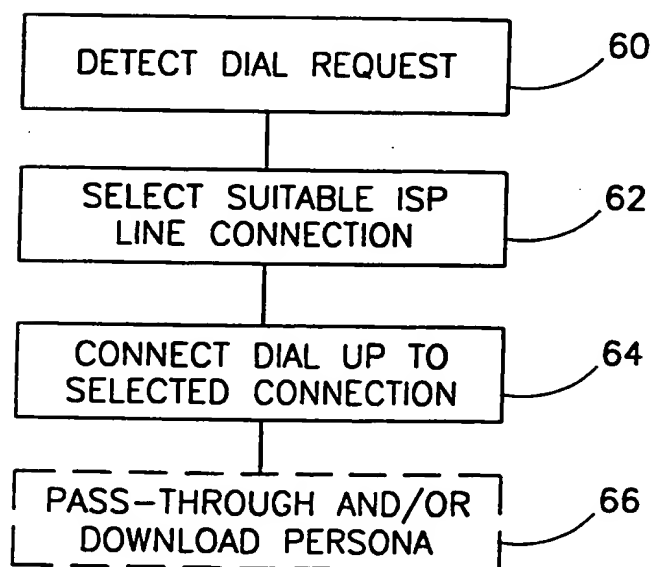 DETECT DIAL REQUEST
60
SELECT SUITABLE ISP
LINE CONNECTION
62
CONNECT DIAL UP TO
SELECTED CONNECTION
64
PASS-THROUGH AND/OR
DOWNLOAD PERSONA
66